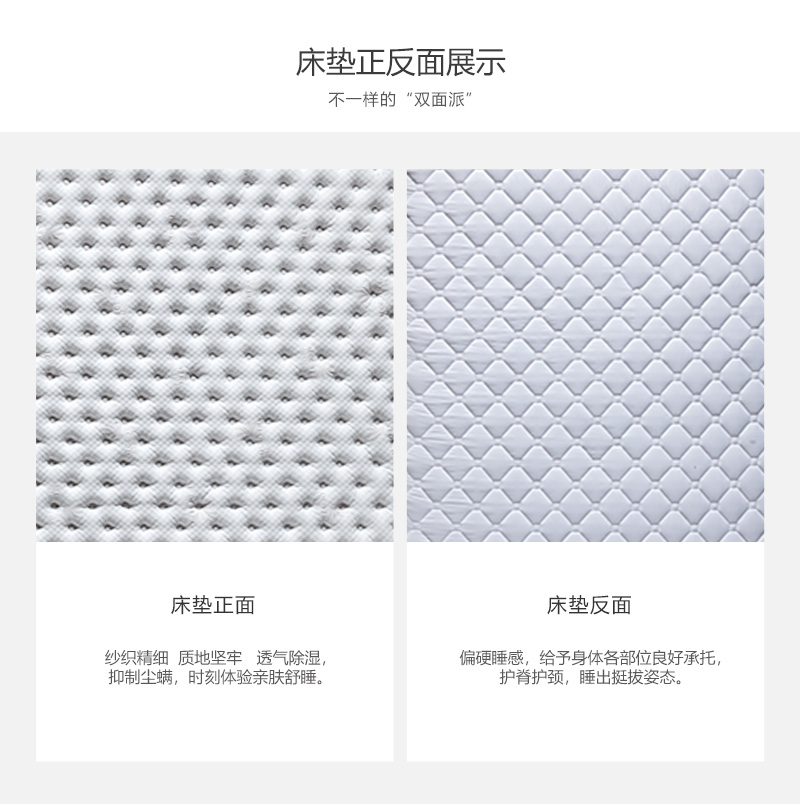 床垫正反面展示
不一样的“双面派”
床垫正面
纱织精细 质地坚牢 透气除湿，
抑制尘螨，时刻体验亲肤舒睡。
床垫反面
偏硬睡感，给予身体各部位良好承托，
护脊护颈，睡出挺拔姿态。